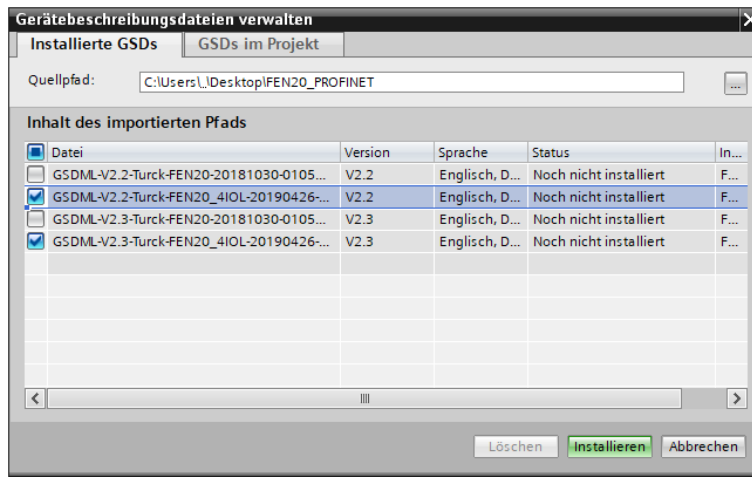 Gerätebeschreibungsdateien verwalten
Installierte GSDs GSDs im Projekt
Quellpfad: C:\Users\..\Desktop\FEN20_PROFINET ...
Inhalt des importierten Pfads
Datei Version Sprache Status In...
GSDML-V2.2-Turck-FEN20-20181030-0105... V2.2 Englisch, D... Noch nicht installiert F...
GSDML-V2.2-Turck-FEN20_4IOL-20190426-... V2.2 Englisch, D... Noch nicht installiert F...
GSDML-V2.3-Turck-FEN20-20181030-0105... V2.3 Englisch, D... Noch nicht installiert F...
GSDML-V2.3-Turck-FEN20_4IOL-20190426-... V2.3 Englisch, D... Noch nicht installiert F...
Löschen Installieren Abbrechen